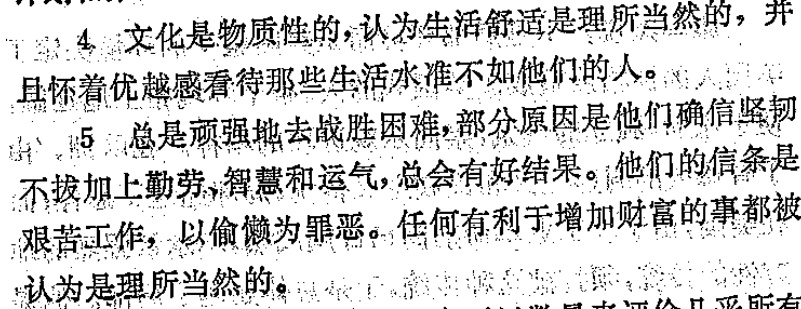 4 文化是物质性的，认为生活舒适是理所当然的，并
且怀着优越感看待那些生活水准不如他们的人。
5 总是顽强地去战胜困难，部分原因是他们确信坚韧
不拔加上勤劳、智慧和运气，总会有好结果。他们的信条是
艰苦工作，以偷懒为罪恶。任何有利于增加财富的事都被
认为是理所当然的。